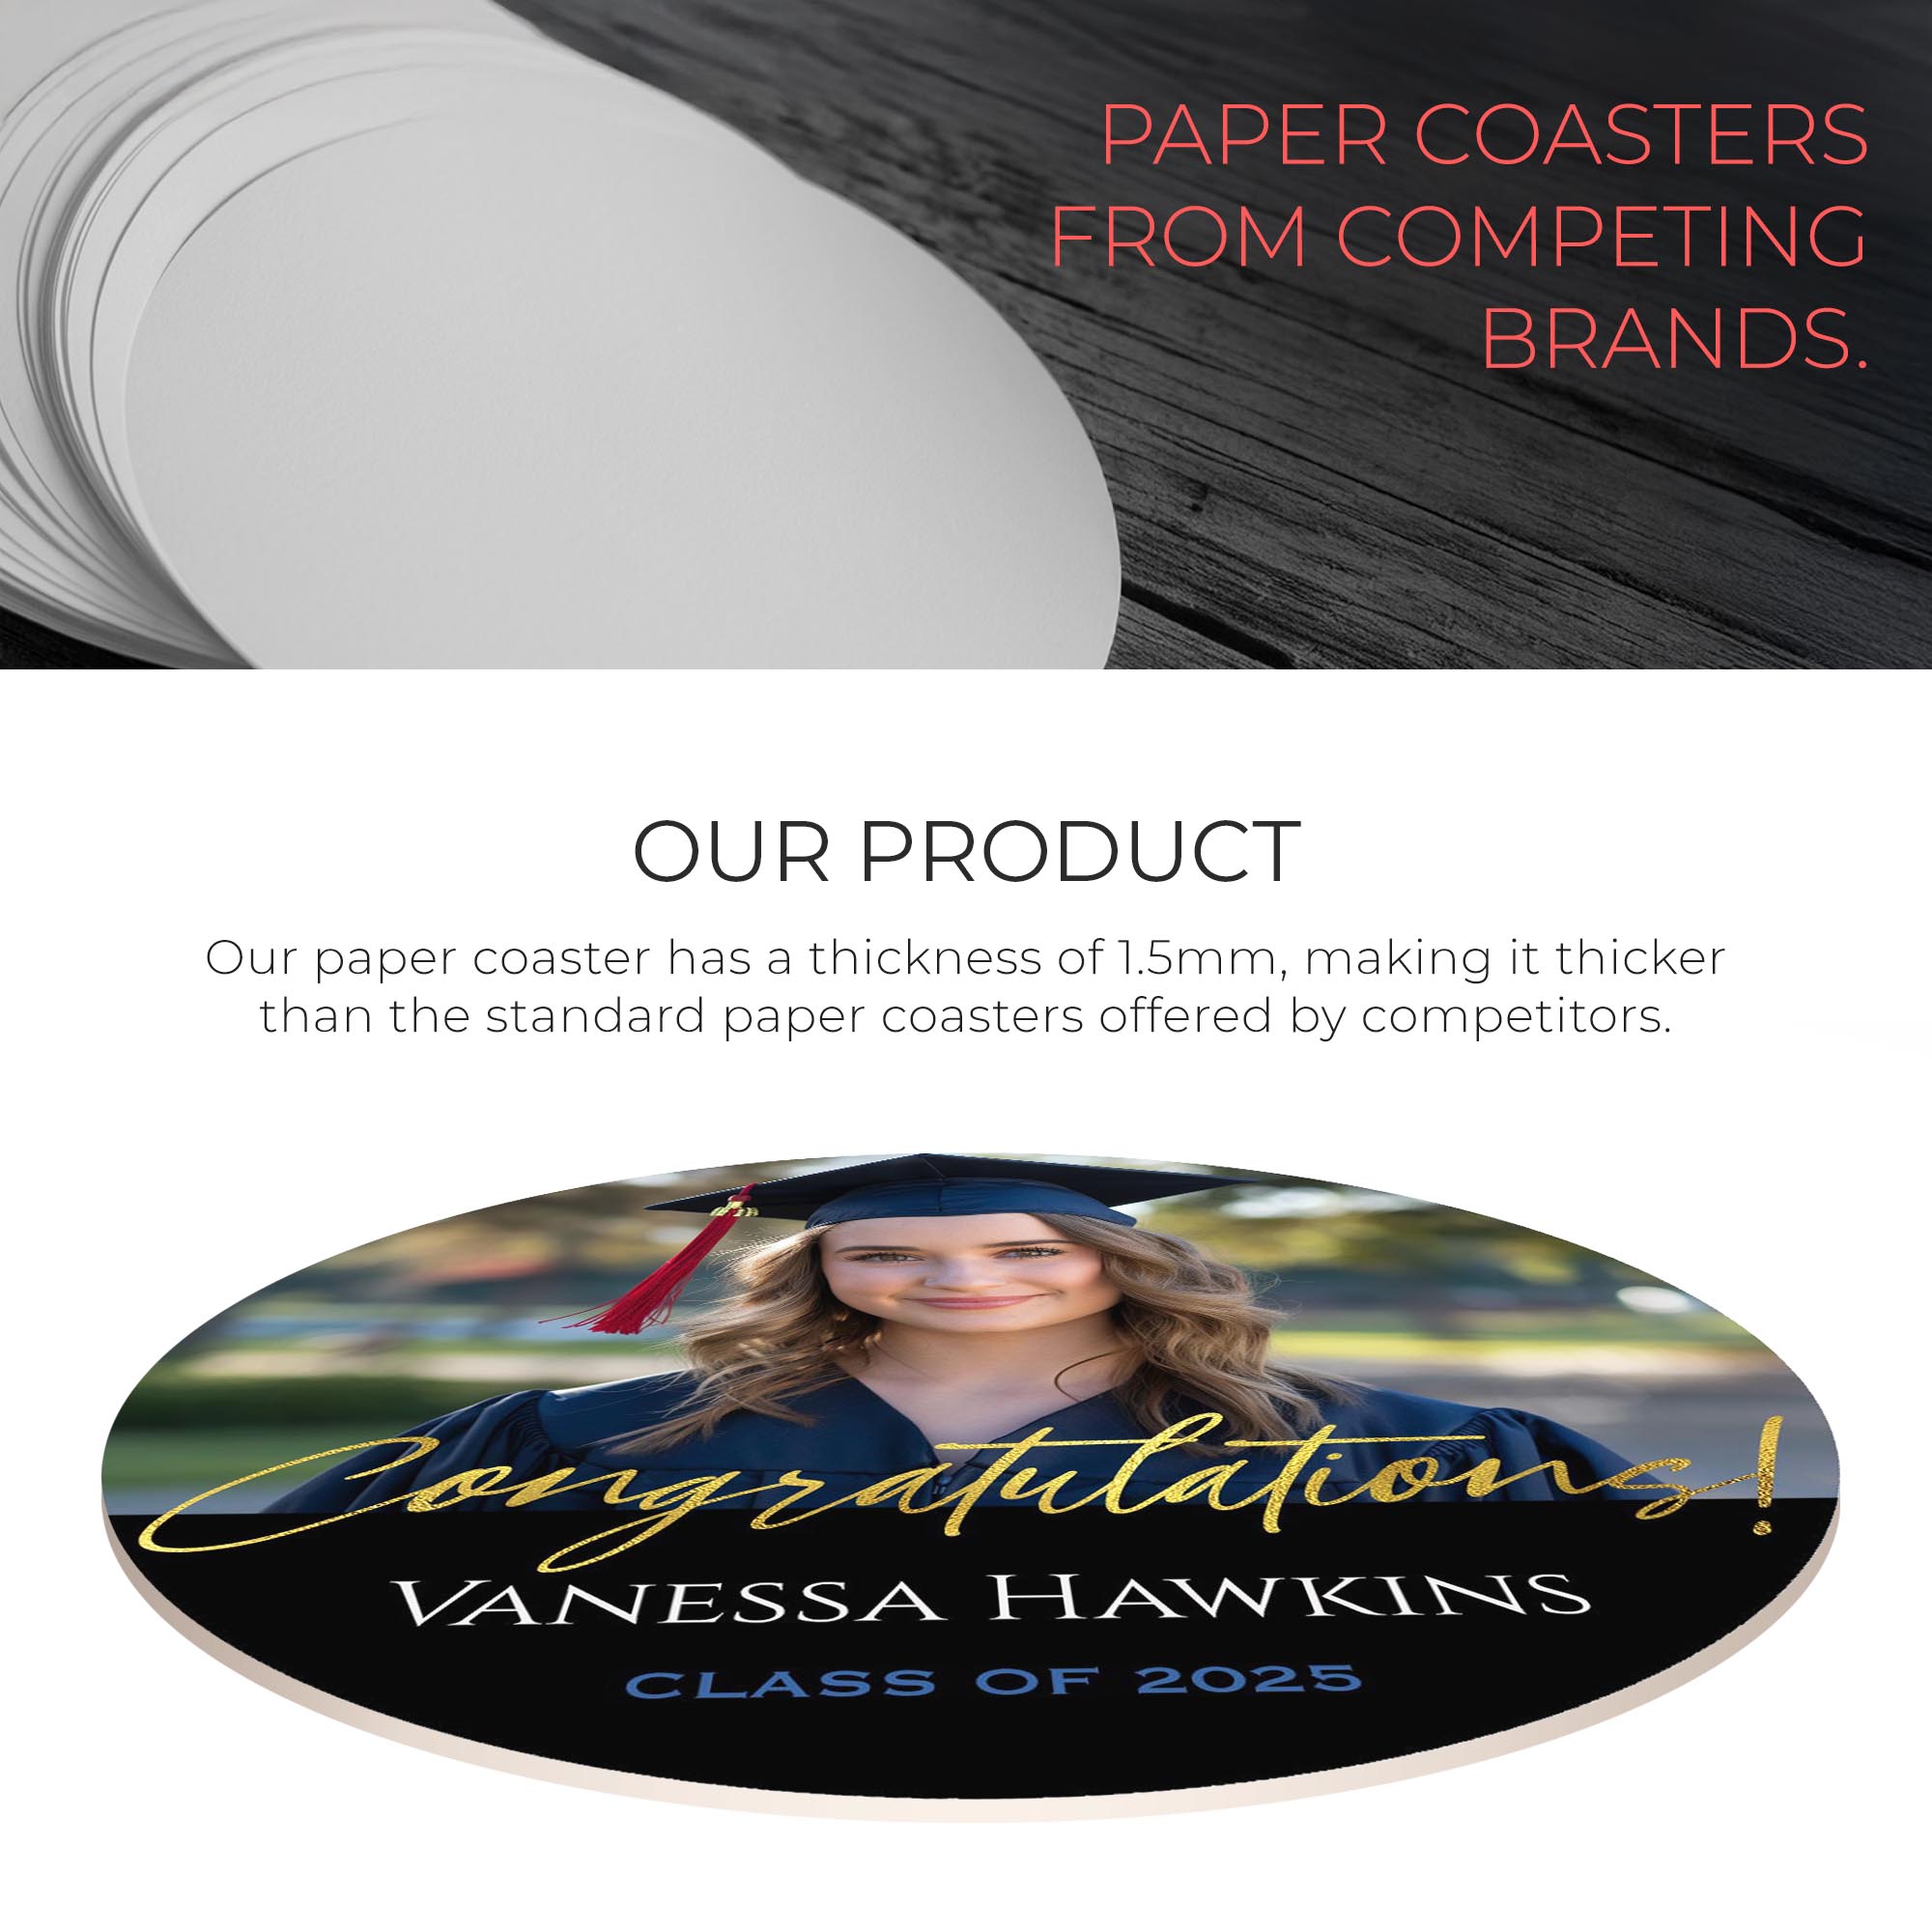 PAPER COASTERS
FROM COMPETING
BRANDS.
OUR PRODUCT
Our paper coaster has a thickness of 1.5mm, making it thicker
than the standard paper coasters offered by competitors.
Congratulations!
VANESSA HAWKINS
CLASS OF 2025